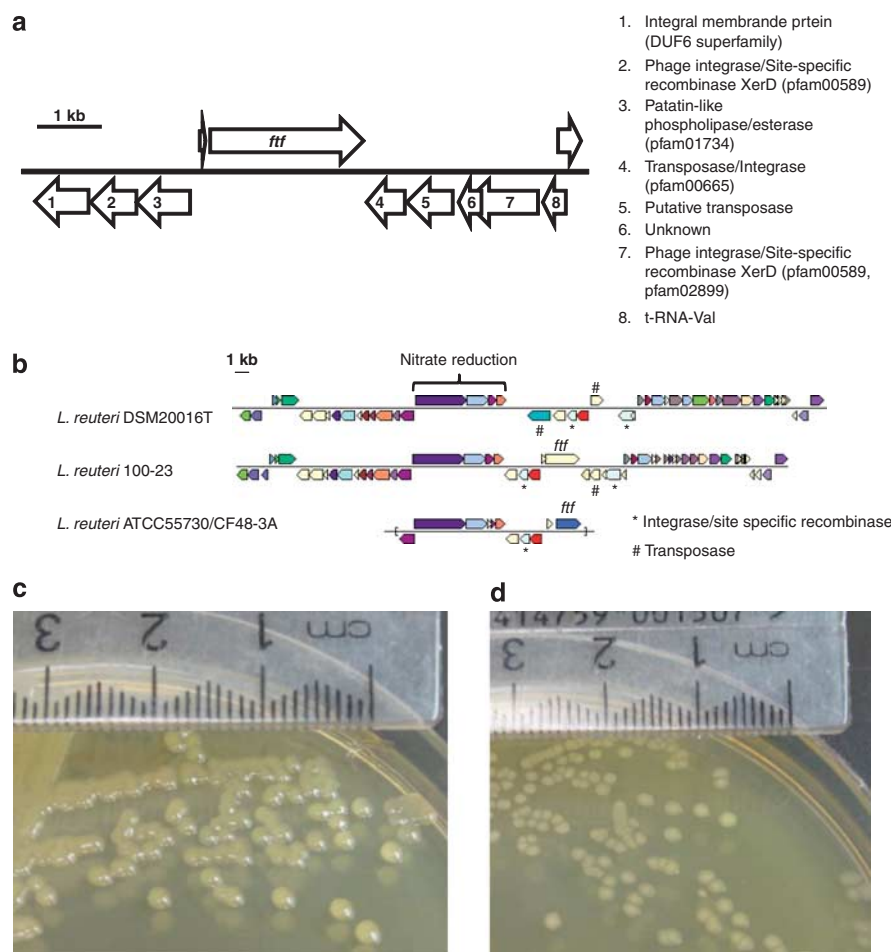 a
1 kb
ftf
1
2
3
4
5
6
7
8
1. Integral membrande prtein
(DUF6 superfamily)
2. Phage integrase/Site-specific
recombinase XerD (pfam00589)
3. Patatin-like
phospholipase/esterase
(pfam01734)
4. Transposase/Integrase
(pfam00665)
5. Putative transposase
6. Unknown
7. Phage integrase/Site-specific
recombinase XerD (pfam00589,
pfam02899)
8. t-RNA-Val
b
1 kb
Nitrate reduction
#
L. reuteri DSM20016T
# * *
ftf
L. reuteri 100-23
* # *
ftf
L. reuteri ATCC55730/CF48-3A
*
* Integrase/site specific recombinase
# Transposase
c
3 2 1 cm
d
3 2 1 cm